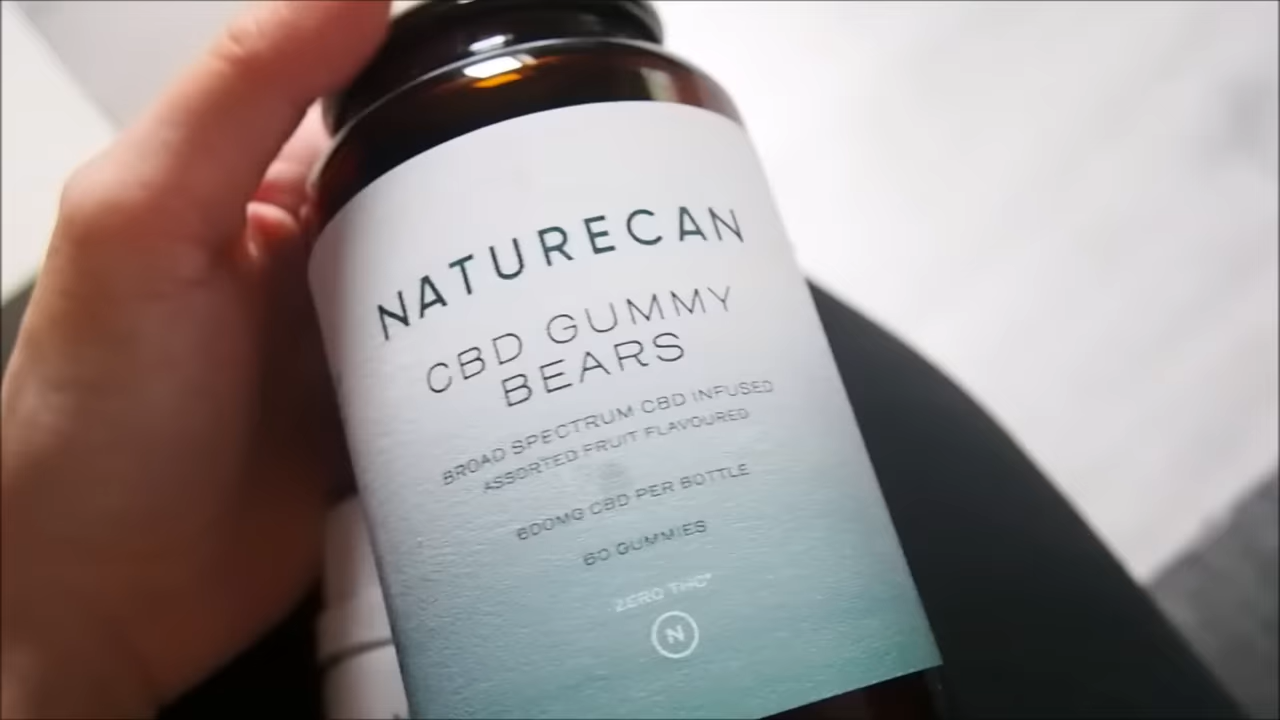 NATURECAN
CBD GUMMY
BEARS
BROAD SPECTRUM CBD INFUSED
ASSORTED FRUIT FLAVOURED
600MG CBD PER BOTTLE
60 GUMMIES
ZERO THC*
N